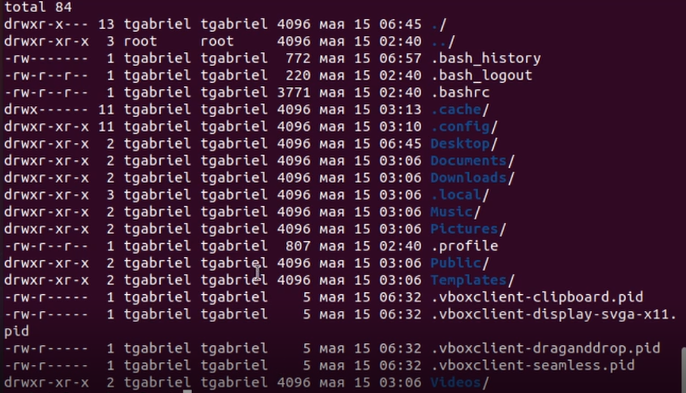 total 84
drwxr-x--- 13 tgabriel tgabriel 4096 мая 15 06:45 ./
drwxr-xr-x  3 root     root     4096 мая 15 02:40 ../
-rw-------  1 tgabriel tgabriel  772 мая 15 06:57 .bash_history
-rw-r--r--  1 tgabriel tgabriel  220 мая 15 02:40 .bash_logout
-rw-r--r--  1 tgabriel tgabriel 3771 мая 15 02:40 .bashrc
drwx------ 11 tgabriel tgabriel 4096 мая 15 03:13 .cache/
drwxr-xr-x 11 tgabriel tgabriel 4096 мая 15 03:10 .config/
drwxr-xr-x  2 tgabriel tgabriel 4096 мая 15 06:45 Desktop/
drwxr-xr-x  2 tgabriel tgabriel 4096 мая 15 03:06 Documents/
drwxr-xr-x  2 tgabriel tgabriel 4096 мая 15 03:06 Downloads/
drwxr-xr-x  3 tgabriel tgabriel 4096 мая 15 03:06 .local/
drwxr-xr-x  2 tgabriel tgabriel 4096 мая 15 03:06 Music/
drwxr-xr-x  2 tgabriel tgabriel 4096 мая 15 03:06 Pictures/
-rw-r--r--  1 tgabriel tgabriel  807 мая 15 02:40 .profile
drwxr-xr-x  2 tgabriel tgabriel 4096 мая 15 03:06 Public/
drwxr-xr-x  2 tgabriel tgabriel 4096 мая 15 03:06 Templates/
-rw-r-----  1 tgabriel tgabriel    5 мая 15 06:32 .vboxclient-clipboard.pid
-rw-r-----  1 tgabriel tgabriel    5 мая 15 06:32 .vboxclient-display-svga-x11.
pid
-rw-r-----  1 tgabriel tgabriel    5 мая 15 06:32 .vboxclient-draganddrop.pid
-rw-r-----  1 tgabriel tgabriel    5 мая 15 06:32 .vboxclient-seamless.pid
drwxr-xr-x  2 tgabriel tgabriel 4096 мая 15 03:06 Videos/